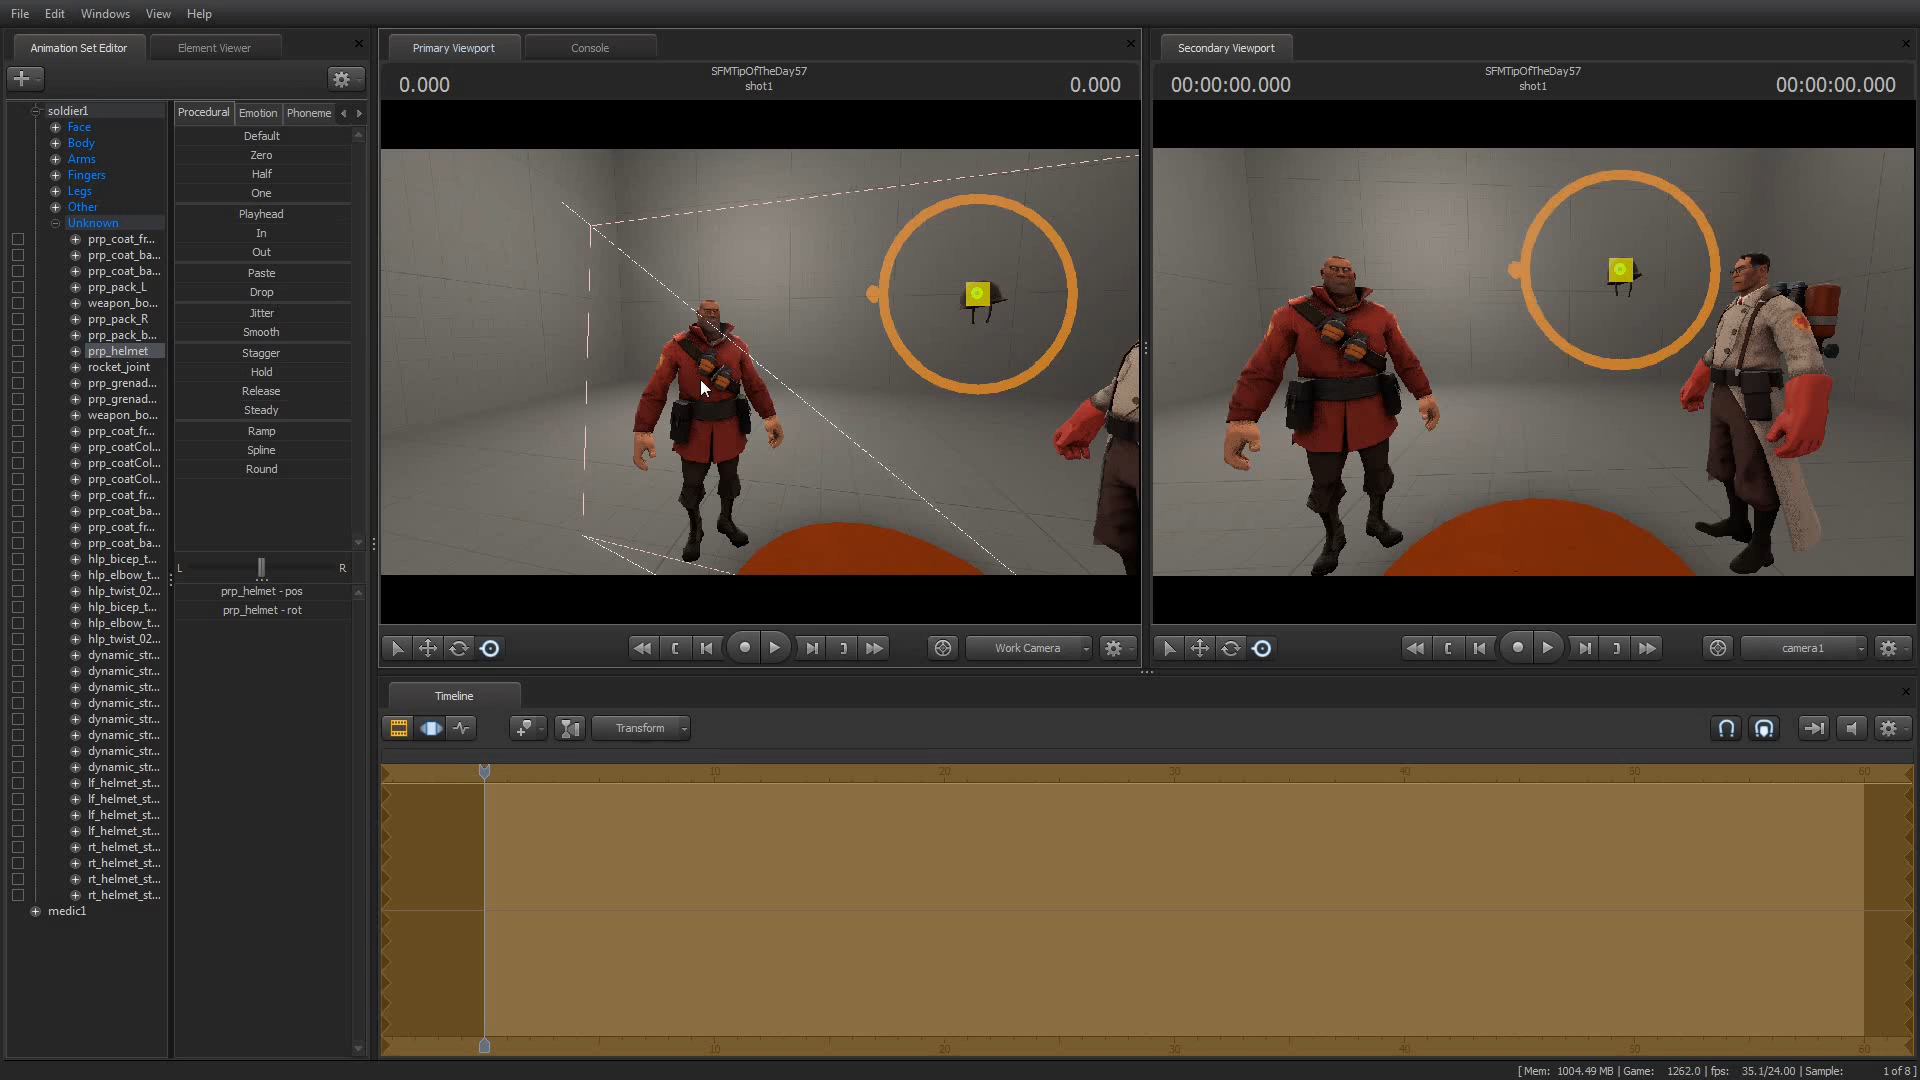 File Edit Windows View Help
Animation Set Editor
Element Viewer
soldier1
Face
Body
Arms
Fingers
Legs
Other
Unknown
prp_coat_fr...
prp_coat_ba...
prp_coat_ba...
prp_pack_L
weapon_bo...
prp_pack_R
prp_pack_b...
prp_helmet
rocket_joint
prp_grenad...
prp_grenad...
weapon_bo...
prp_coat_fr...
prp_coatCol...
prp_coatCol...
prp_coatCol...
prp_coat_fr...
prp_coat_ba...
prp_coat_fr...
prp_coat_ba...
hlp_bicep_t...
hlp_elbow_t...
hlp_twist_02...
hlp_bicep_t...
hlp_elbow_t...
hlp_twist_02...
dynamic_str...
dynamic_str...
dynamic_str...
dynamic_str...
dynamic_str...
dynamic_str...
dynamic_str...
dynamic_str...
lf_helmet_st...
lf_helmet_st...
lf_helmet_st...
lf_helmet_st...
rt_helmet_st...
rt_helmet_st...
rt_helmet_st...
rt_helmet_st...
medic1
Procedural Emotion Phoneme
Default
Zero
Half
One
Playhead
In
Out
Paste
Drop
Jitter
Smooth
Stagger
Hold
Release
Steady
Ramp
Spline
Round
L R
prp_helmet - pos
prp_helmet - rot
Primary Viewport
Console
0.000
SFMTipOfTheDay57
shot1
0.000
Work Camera
Secondary Viewport
00:00:00.000
SFMTipOfTheDay57
shot1
00:00:00.000
camera1
Timeline
Transform
10 20 30 40 50 60
10 20 30 40 50 60
[ Mem: 1004.49 MB | Game: 1262.0 | fps: 35.1/24.00 | Sample: 1 of 8 ]